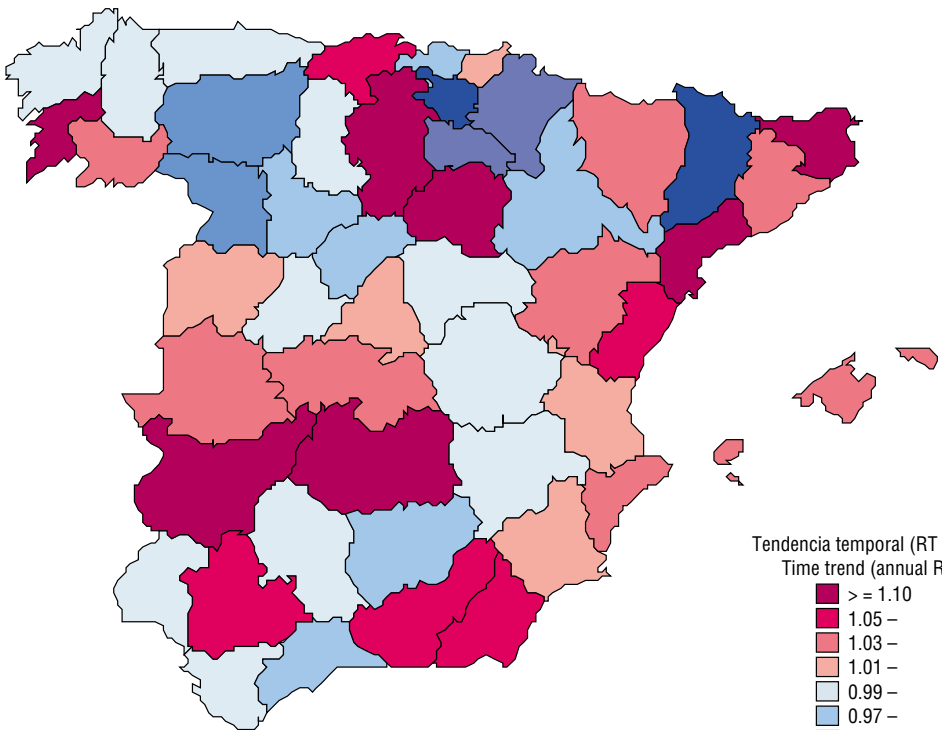 Tendencia temporal (RT
Time trend (annual R
> = 1.10
1.05 –
1.03 –
1.01 –
0.99 –
0.97 –